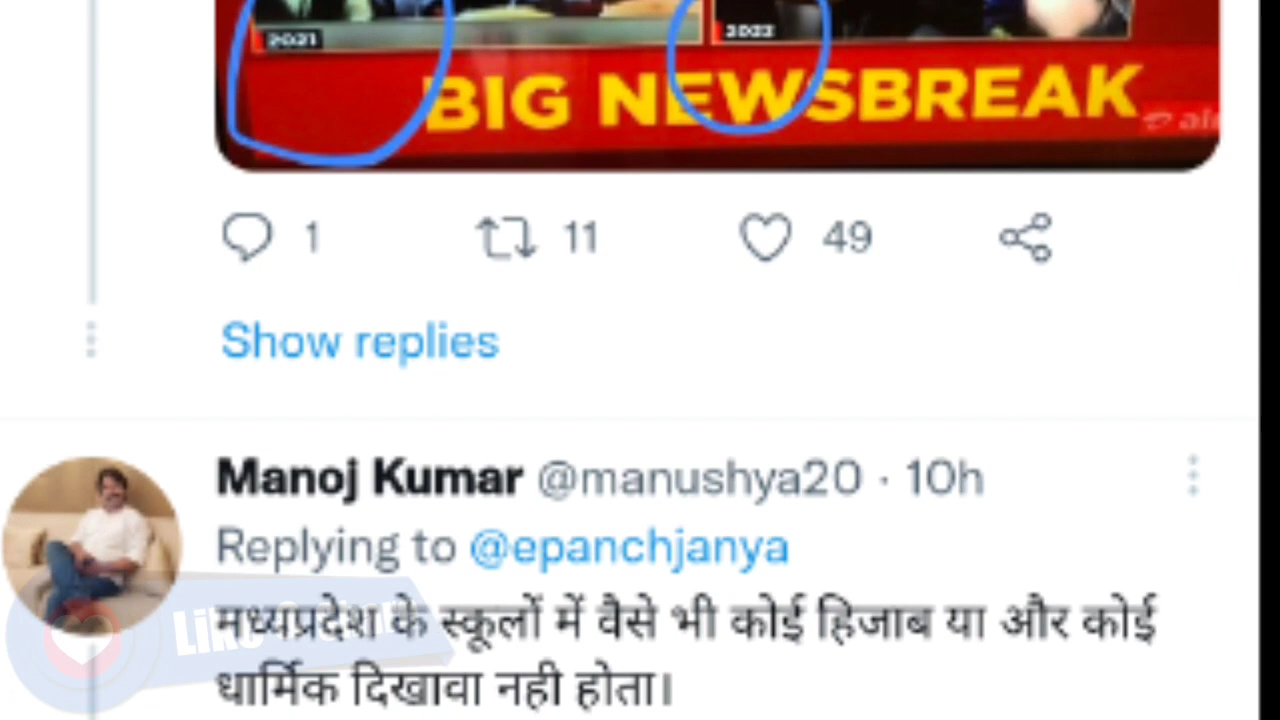 2021
2022
BIG NEWSBREAK
1 11 49
Show replies
Manoj Kumar @manushya20 · 10h
Replying to @epanchjanya
मध्यप्रदेश के स्कूलों में वैसे भी कोई हिजाब या और कोई
धार्मिक दिखावा नही होता।